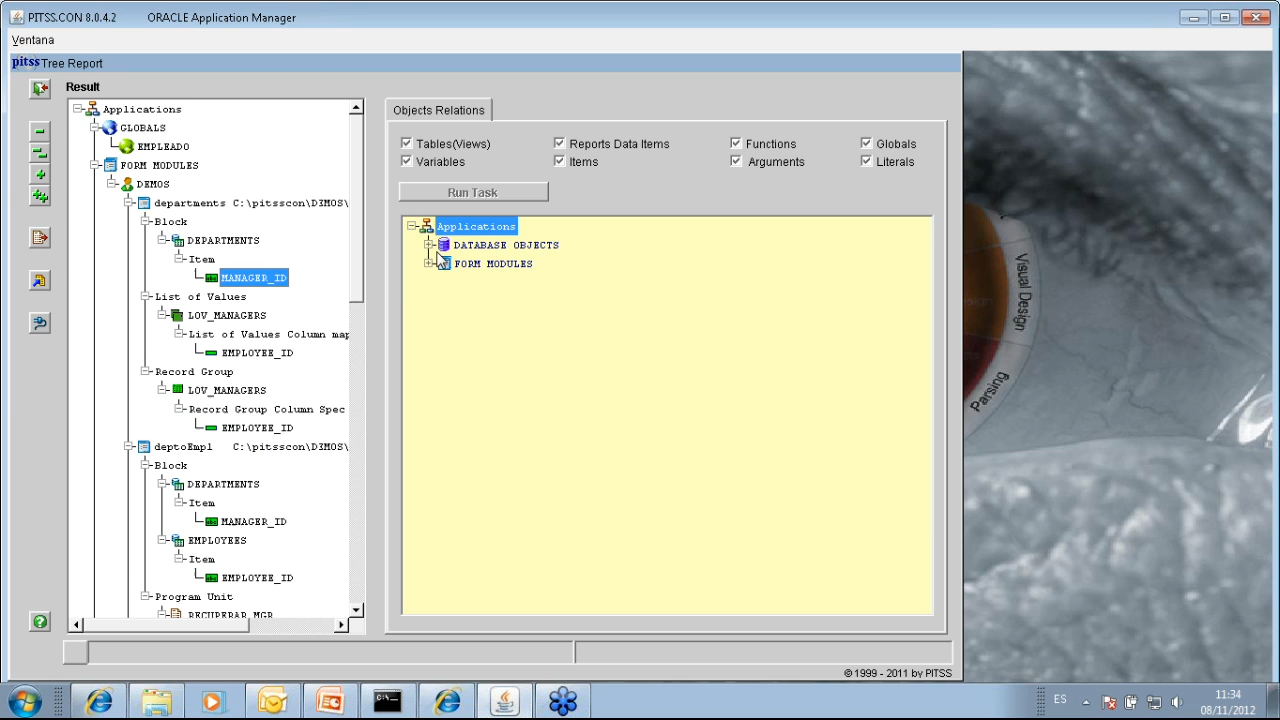 PITSS.CON 8.0.4.2 ORACLE Application Manager
Ventana
pitss Tree Report
Result
Applications
GLOBALS
EMPLEADO
FORM MODULES
DEMOS
departments C:\pitsscon\DEMOS\
Block
DEPARTMENTS
Item
MANAGER_ID
List of Values
LOV_MANAGERS
List of Values Column map
EMPLOYEE_ID
Record Group
LOV_MANAGERS
Record Group Column Spec
EMPLOYEE_ID
deptoEmpl C:\pitsscon\DEMOS\
Block
DEPARTMENTS
Item
MANAGER_ID
EMPLOYEES
Item
EMPLOYEE_ID
Program Unit
RECUPERAR_MGR
Objects Relations
Tables(Views) Reports Data Items Functions Globals
Variables Items Arguments Literals
Run Task
Applications
DATABASE OBJECTS
FORM MODULES
© 1999 - 2011 by PITSS
Visual Design
Parsing
ES 11:34
08/11/2012